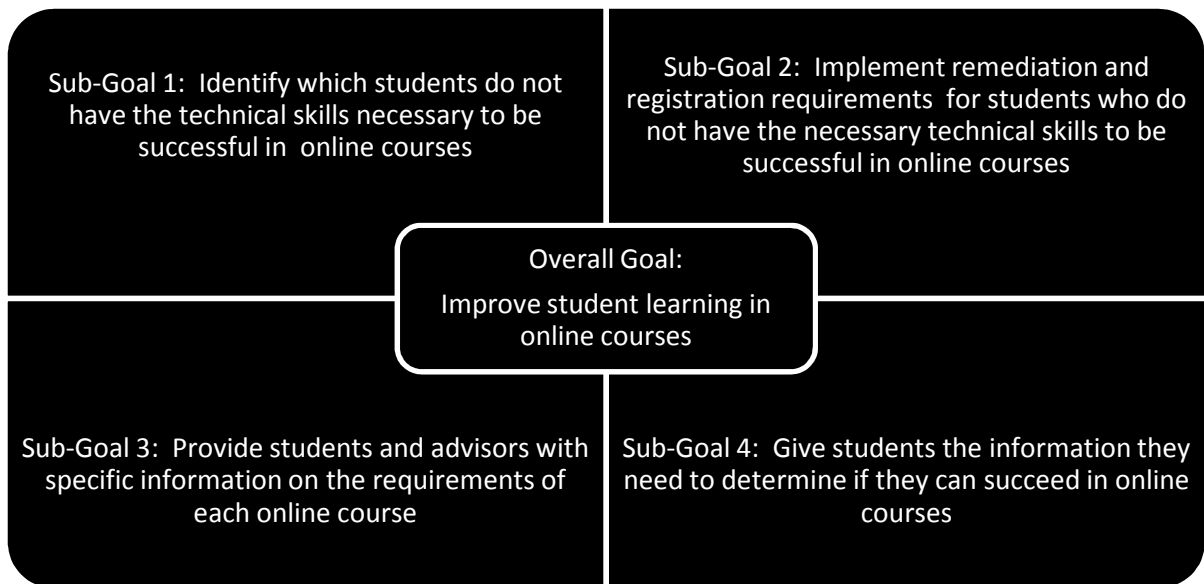 Sub-Goal 1:  Identify which students do not
have the technical skills necessary to be
successful in  online courses
Sub-Goal 2:  Implement remediation and
registration requirements  for students who do
not have the necessary technical skills to be
successful in online courses
Overall Goal:
Improve student learning in
online courses
Sub-Goal 3:  Provide students and advisors with
specific information on the requirements of
each online course
Sub-Goal 4:  Give students the information they
need to determine if they can succeed in online
courses